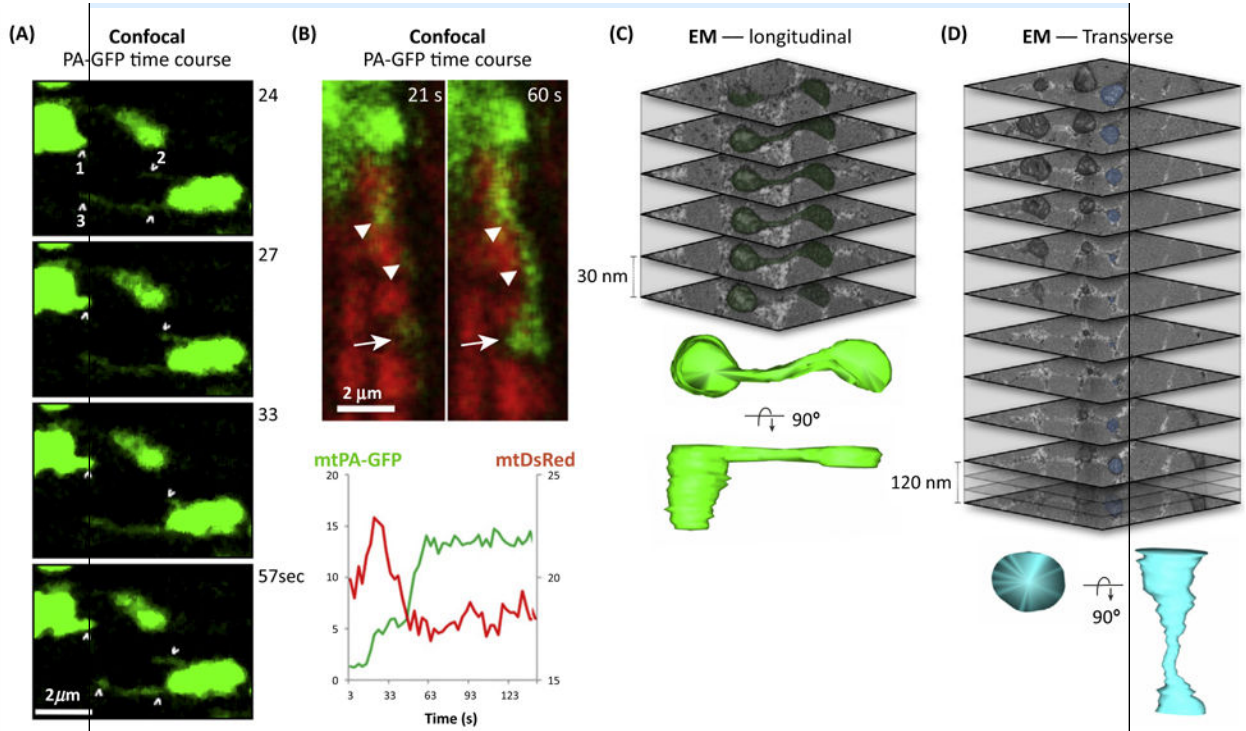 (A)
Confocal
PA-GFP time course
24
1
2
3
27
33
57sec
2μm
(B)
Confocal
PA-GFP time course
21 s
60 s
2 μm
mtPA-GFP
mtDsRed
20
15
10
5
0
25
20
15
3
33
63
93
123
Time (s)
(C)
EM — longitudinal
30 nm
90°
(D)
EM — Transverse
120 nm
90°